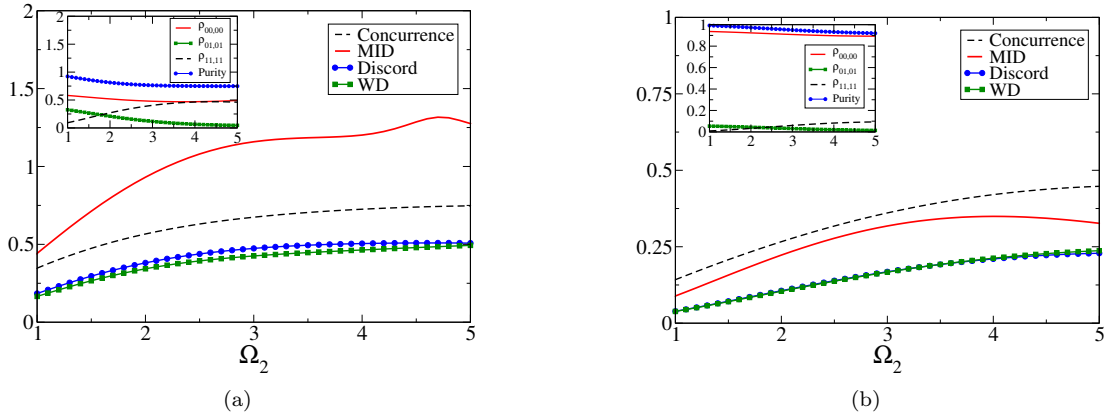 2
1.5
1
0.5
0
1 2 3 4 5
ρ00,00
ρ01,01
ρ11,11
Purity
Concurrence
MID
Discord
WD
2
1.5
1
0.5
0
1 2 3 4 5
Ω2
(a)
1
0.8
0.6
0.4
0.2
0
1 2 3 4 5
ρ00,00
ρ01,01
ρ11,11
Purity
Concurrence
MID
Discord
WD
1
0.75
0.5
0.25
0
1 2 3 4 5
Ω2
(b)